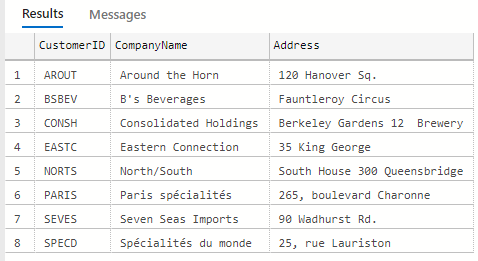 Results Messages
CustomerID CompanyName Address
1 AROUT Around the Horn 120 Hanover Sq.
2 BSBEV B's Beverages Fauntleroy Circus
3 CONSH Consolidated Holdings Berkeley Gardens 12  Brewery
4 EASTC Eastern Connection 35 King George
5 NORTS North/South South House 300 Queensbridge
6 PARIS Paris spécialités 265, boulevard Charonne
7 SEVES Seven Seas Imports 90 Wadhurst Rd.
8 SPECD Spécialités du monde 25, rue Lauriston